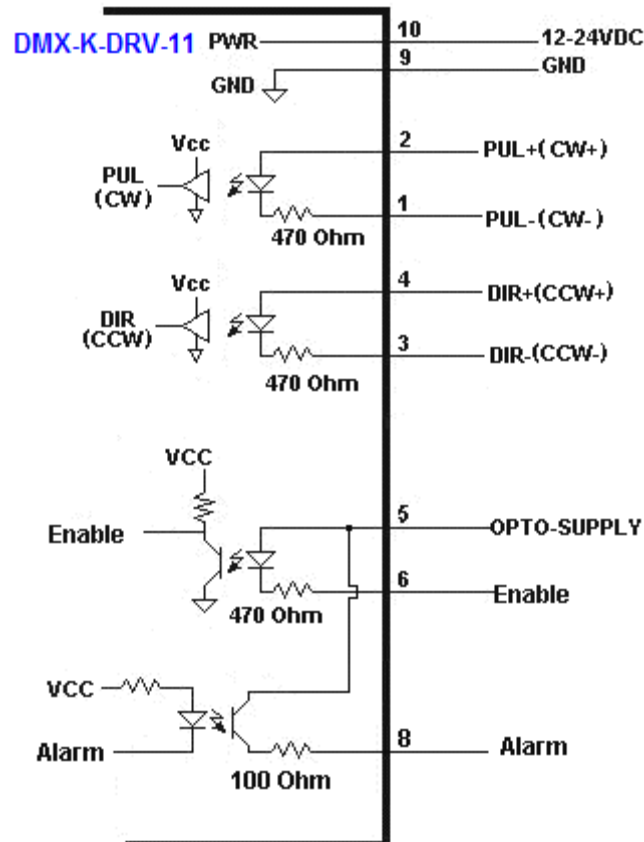 DMX-K-DRV-11 PWR 10 12-24VDC
9 GND
GND
Vcc 2 PUL+(CW+)
PUL
(CW)
1 PUL-(CW-)
470 Ohm
Vcc 4 DIR+(CCW+)
DIR
(CCW)
3 DIR-(CCW-)
470 Ohm
VCC
5 OPTO-SUPPLY
Enable
6 Enable
470 Ohm
VCC
Alarm 8 Alarm
100 Ohm